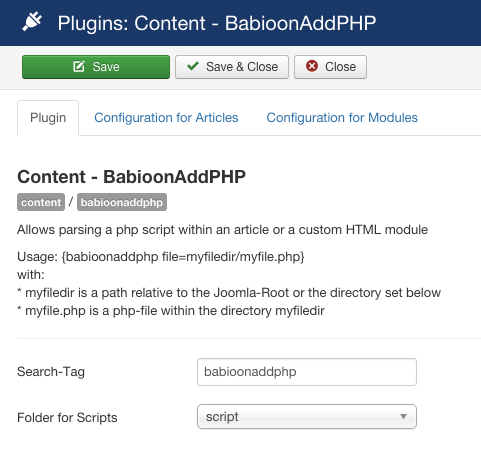 Plugins: Content - BabioonAddPHP
Save Save & Close Close
Plugin Configuration for Articles Configuration for Modules
Content - BabioonAddPHP
content / babioonaddphp
Allows parsing a php script within an article or a custom HTML module
Usage: {babioonaddphp file=myfiledir/myfile.php}
with:
* myfiledir is a path relative to the Joomla-Root or the directory set below
* myfile.php is a php-file within the directory myfiledir
Search-Tag babioonaddphp
Folder for Scripts script